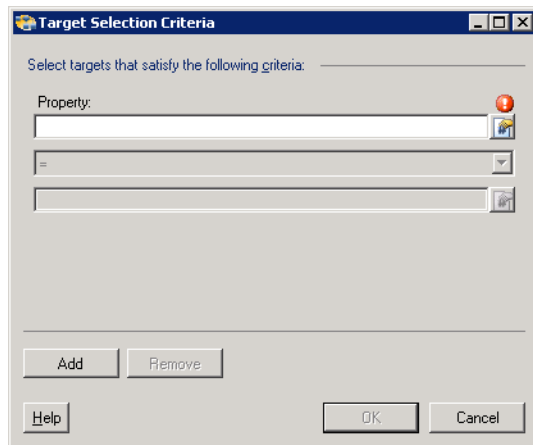 Target Selection Criteria
Select targets that satisfy the following criteria:
Property:
=
Add Remove
Help OK Cancel